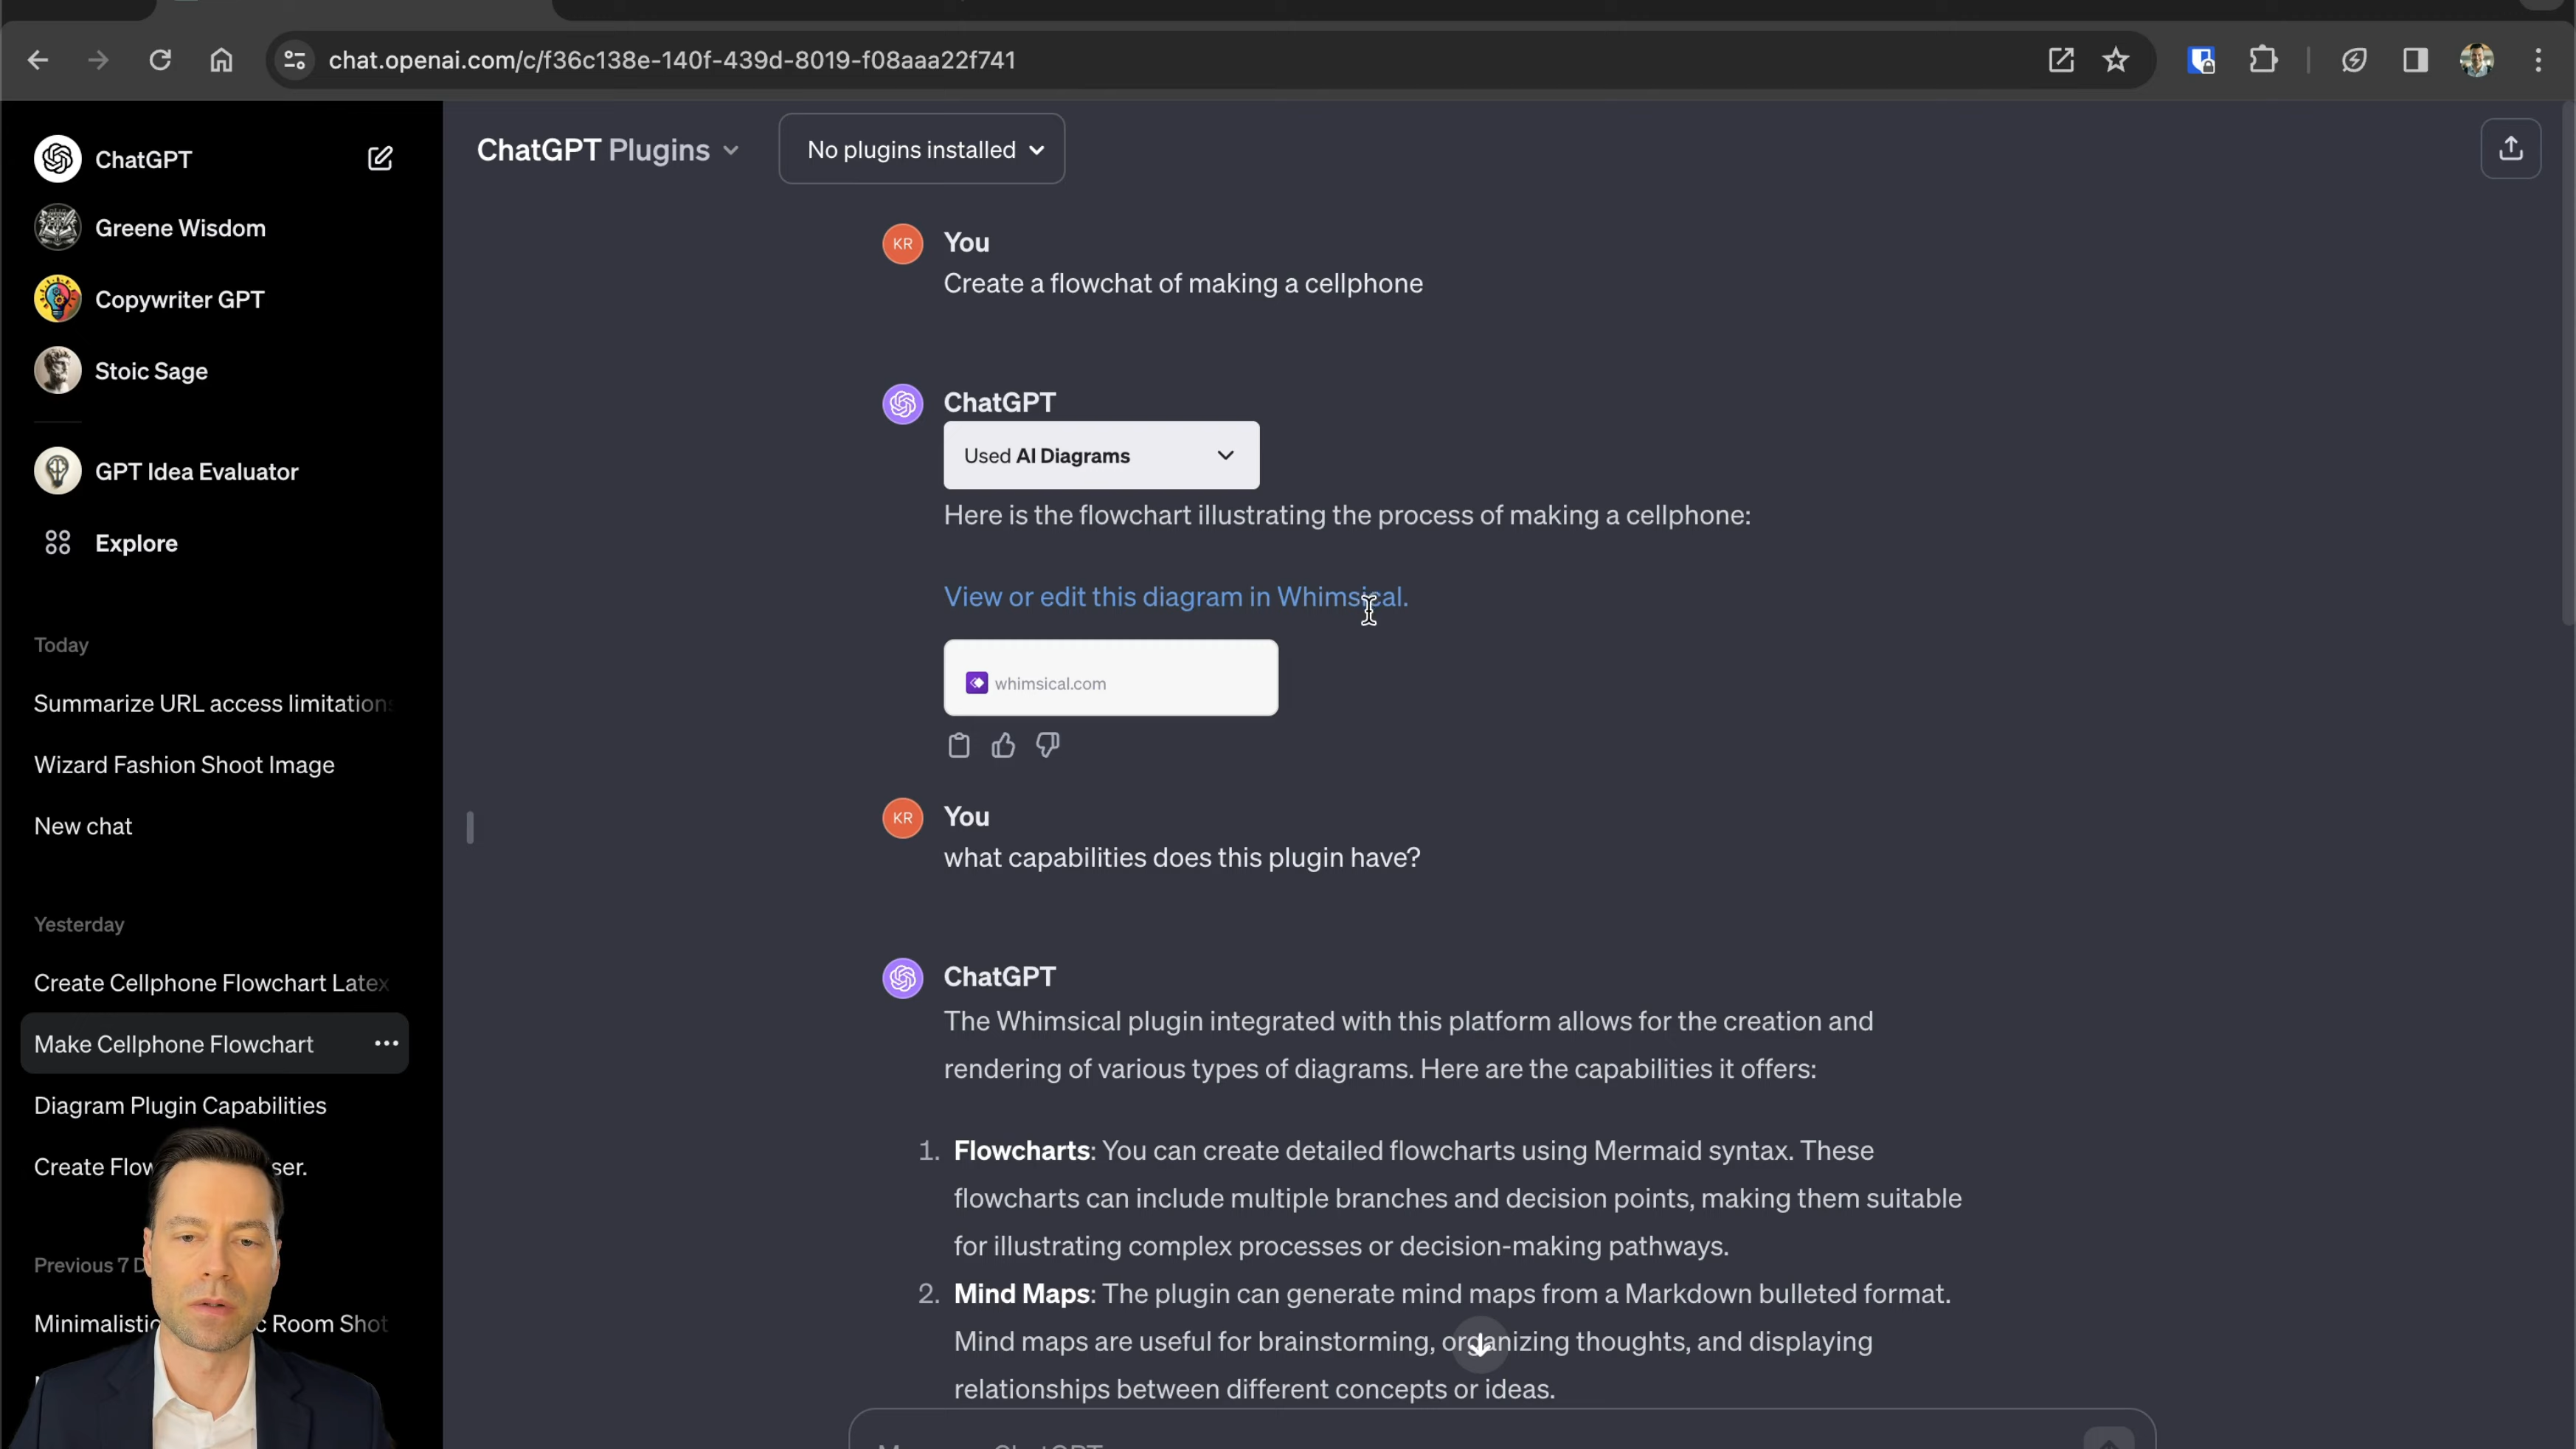 chat.openai.com/c/f36c138e-140f-439d-8019-f08aaa22f741
ChatGPT
Greene Wisdom
Copywriter GPT
Stoic Sage
GPT Idea Evaluator
Explore
Today
Summarize URL access limitations
Wizard Fashion Shoot Image
New chat
Yesterday
Create Cellphone Flowchart Latex
Make Cellphone Flowchart
Diagram Plugin Capabilities
Create Flow ser.
Previous 7 D
Minimalistic c Room Shot
ChatGPT Plugins
No plugins installed
KR
You
Create a flowchat of making a cellphone
ChatGPT
Used AI Diagrams
Here is the flowchart illustrating the process of making a cellphone:
View or edit this diagram in Whimsical.
whimsical.com
KR
You
what capabilities does this plugin have?
ChatGPT
The Whimsical plugin integrated with this platform allows for the creation and
rendering of various types of diagrams. Here are the capabilities it offers:
1. Flowcharts: You can create detailed flowcharts using Mermaid syntax. These
flowcharts can include multiple branches and decision points, making them suitable
for illustrating complex processes or decision-making pathways.
2. Mind Maps: The plugin can generate mind maps from a Markdown bulleted format.
Mind maps are useful for brainstorming, organizing thoughts, and displaying
relationships between different concepts or ideas.